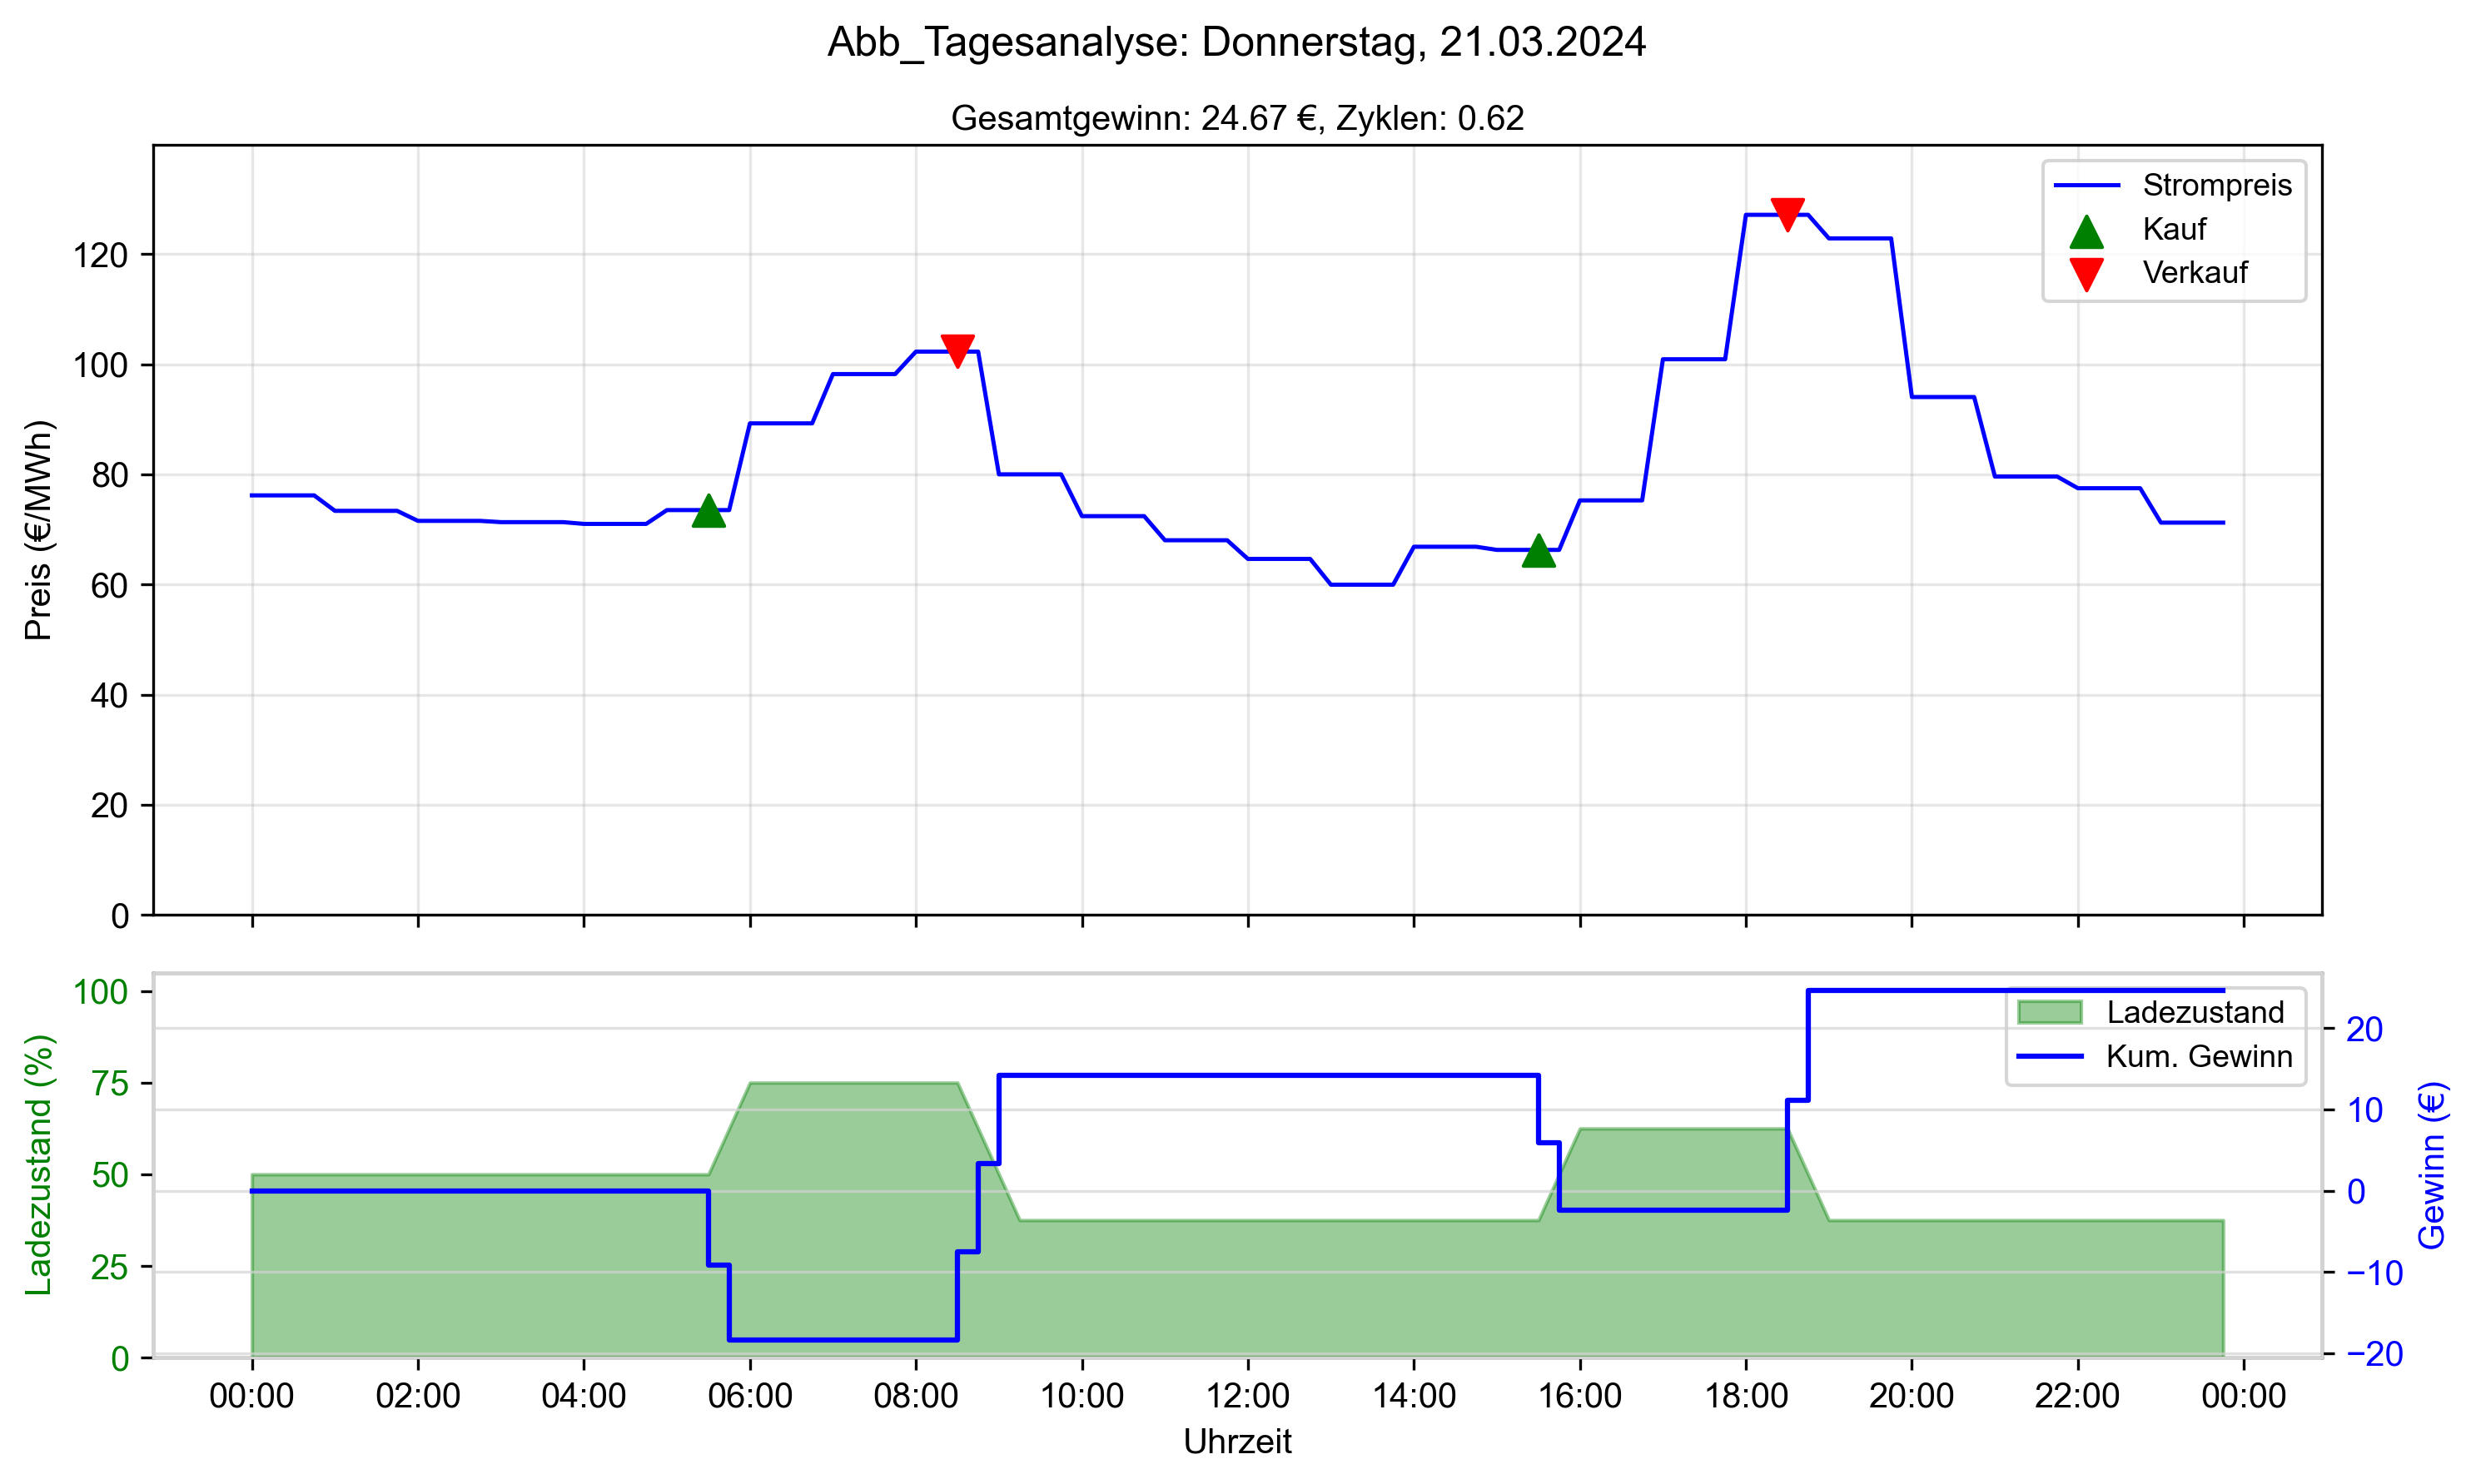 Abb_Tagesanalyse: Donnerstag, 21.03.2024
Gesamtgewinn: 24.67 €, Zyklen: 0.62
Preis (€/MWh)
120
100
80
60
40
20
0
Strompreis
Kauf
Verkauf
Ladezustand (%)
100
75
50
25
0
Ladezustand
Kum. Gewinn
20
10
0
−10
−20
Gewinn (€)
00:00 02:00 04:00 06:00 08:00 10:00 12:00 14:00 16:00 18:00 20:00 22:00 00:00
Uhrzeit